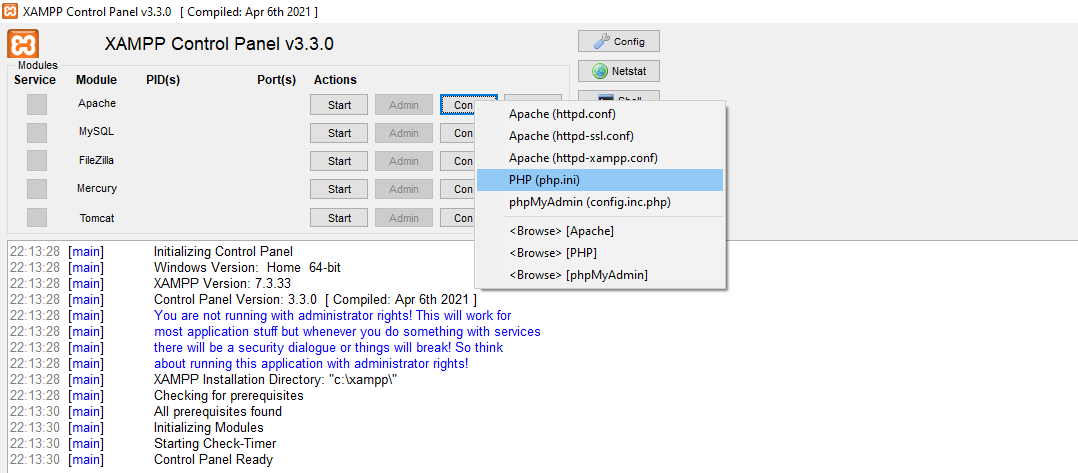 XAMPP Control Panel v3.3.0 [ Compiled: Apr 6th 2021 ]
XAMPP Control Panel v3.3.0
Config
Modules
Service Module PID(s) Port(s) Actions
Netstat
Apache Start Admin
MySQL Start Admin
FileZilla Start Admin
Mercury Start Admin
Tomcat Start Admin
Apache (httpd.conf)
Apache (httpd-ssl.conf)
Apache (httpd-xampp.conf)
PHP (php.ini)
phpMyAdmin (config.inc.php)
<Browse> [Apache]
<Browse> [PHP]
<Browse> [phpMyAdmin]
22:13:28 [main] Initializing Control Panel
22:13:28 [main] Windows Version: Home 64-bit
22:13:28 [main] XAMPP Version: 7.3.33
22:13:28 [main] Control Panel Version: 3.3.0 [ Compiled: Apr 6th 2021 ]
22:13:28 [main] You are not running with administrator rights! This will work for
22:13:28 [main] most application stuff but whenever you do something with services
22:13:28 [main] there will be a security dialogue or things will break! So think
22:13:28 [main] about running this application with administrator rights!
22:13:28 [main] XAMPP Installation Directory: "c:\xampp\"
22:13:28 [main] Checking for prerequisites
22:13:30 [main] All prerequisites found
22:13:30 [main] Initializing Modules
22:13:30 [main] Starting Check-Timer
22:13:30 [main] Control Panel Ready